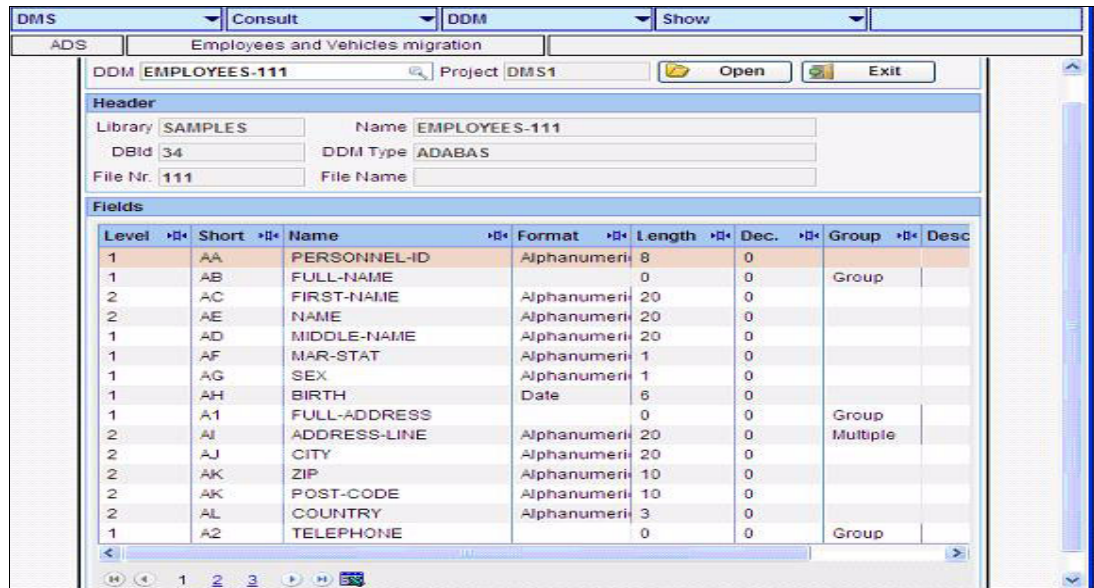 DMS Consult DDM Show
ADS Employees and Vehicles migration
DDM EMPLOYEES-111 Project DMS1 Open Exit
Header
Library SAMPLES Name EMPLOYEES-111
DBId 34 DDM Type ADABAS
File Nr. 111 File Name
Fields
Level Short Name Format Length Dec. Group Desc
1 AA PERSONNEL-ID Alphanumeri 8 0
1 AB FULL-NAME 0 0 Group
2 AC FIRST-NAME Alphanumeri 20 0
2 AE NAME Alphanumeri 20 0
1 AD MIDDLE-NAME Alphanumeri 20 0
1 AF MAR-STAT Alphanumeri 1 0
1 AG SEX Alphanumeri 1 0
1 AH BIRTH Date 6 0
1 A1 FULL-ADDRESS 0 0 Group
2 AI ADDRESS-LINE Alphanumeri 20 0 Multiple
2 AJ CITY Alphanumeri 20 0
2 AK ZIP Alphanumeri 10 0
2 AK POST-CODE Alphanumeri 10 0
2 AL COUNTRY Alphanumeri 3 0
1 A2 TELEPHONE 0 0 Group
1 2 3